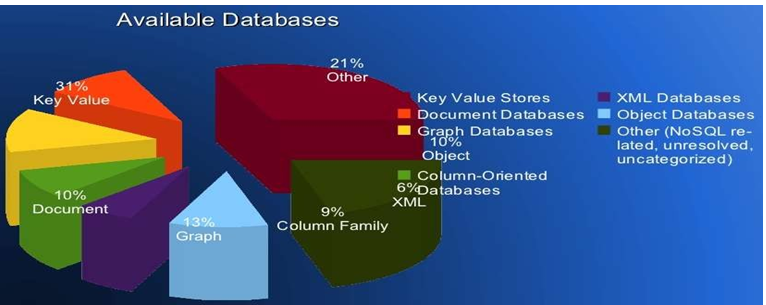 Available Databases
21%
Other
31%
Key Value
10%
Object
6%
XML
9%
Column Family
13%
Graph
10%
Document
Key Value Stores
Document Databases
Graph Databases
Column-Oriented
Databases
XML Databases
Object Databases
Other (NoSQL re-
lated, unresolved,
uncategorized)